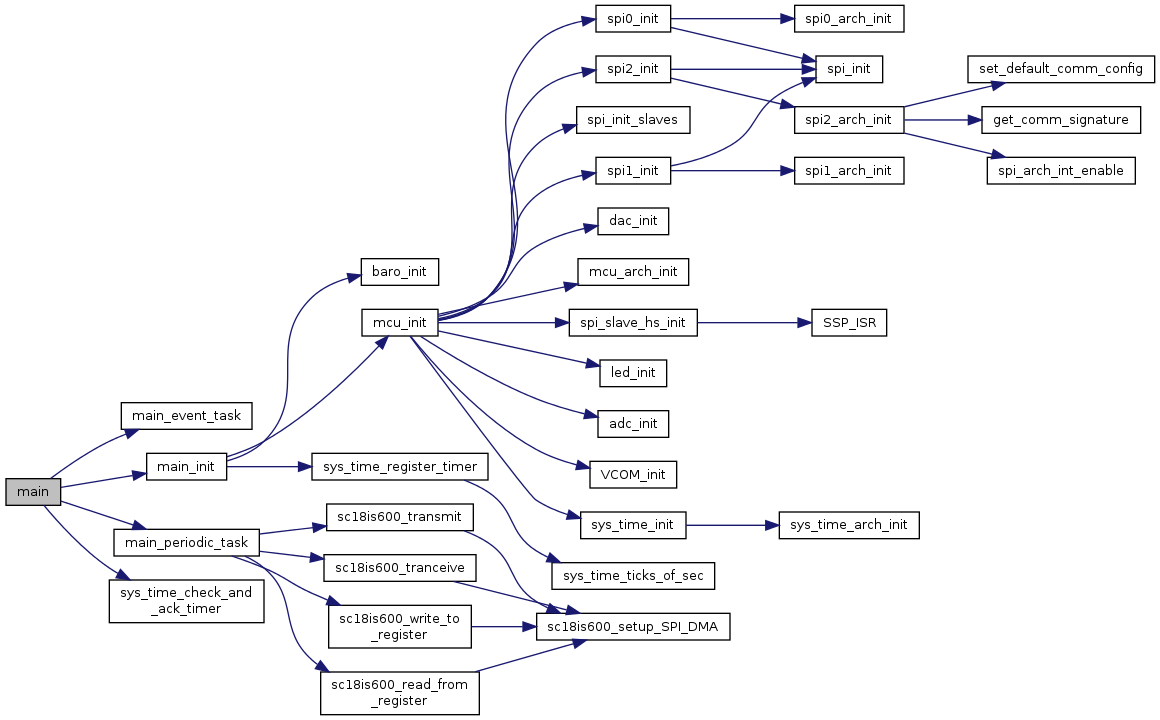 spi0_init
spi0_arch_init
spi2_init
spi_init
set_default_comm_config
spi_init_slaves
spi2_arch_init
get_comm_signature
spi1_init
spi1_arch_init
spi_arch_int_enable
dac_init
baro_init
mcu_arch_init
mcu_init
spi_slave_hs_init
SSP_ISR
led_init
main_event_task
adc_init
main_init
sys_time_register_timer
VCOM_init
main
sc18is600_transmit
sys_time_init
sys_time_arch_init
main_periodic_task
sc18is600_tranceive
sys_time_ticks_of_sec
sys_time_check_and
_ack_timer
sc18is600_write_to
_register
sc18is600_setup_SPI_DMA
sc18is600_read_from
_register